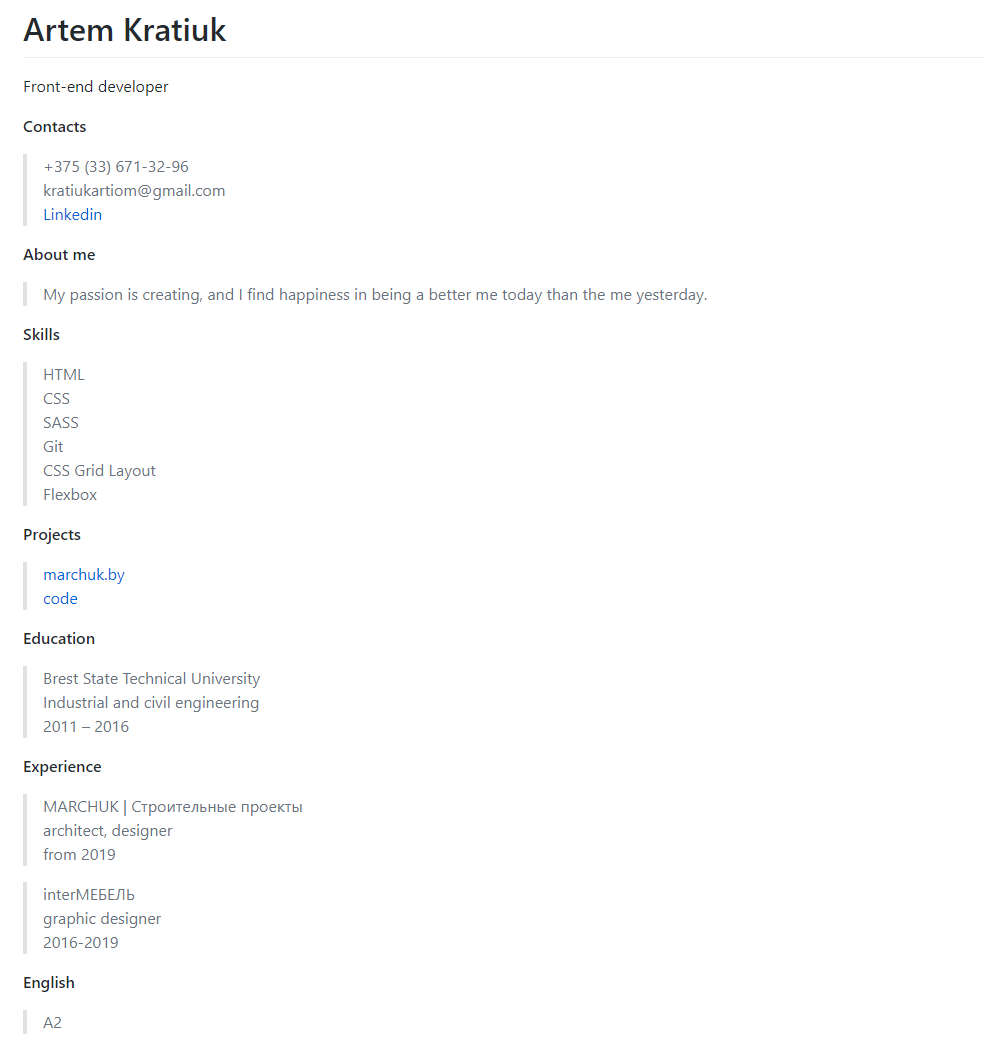 Artem Kratiuk
Front-end developer
Contacts
+375 (33) 671-32-96
kratiukartiom@gmail.com
Linkedin
About me
My passion is creating, and I find happiness in being a better me today than the me yesterday.
Skills
HTML
CSS
SASS
Git
CSS Grid Layout
Flexbox
Projects
marchuk.by
code
Education
Brest State Technical University
Industrial and civil engineering
2011 – 2016
Experience
MARCHUK | Строительные проекты
architect, designer
from 2019
interМЕБЕЛЬ
graphic designer
2016-2019
English
A2